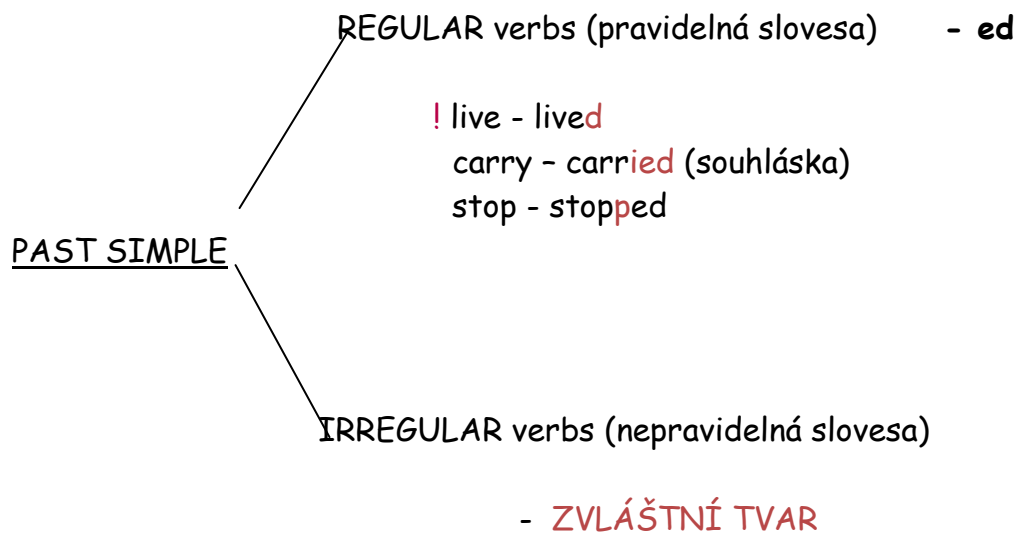 REGULAR verbs (pravidelná slovesa) - ed
! live - lived
carry – carried (souhláska)
stop - stopped
PAST SIMPLE
IRREGULAR verbs (nepravidelná slovesa)
- ZVLÁŠTNÍ TVAR